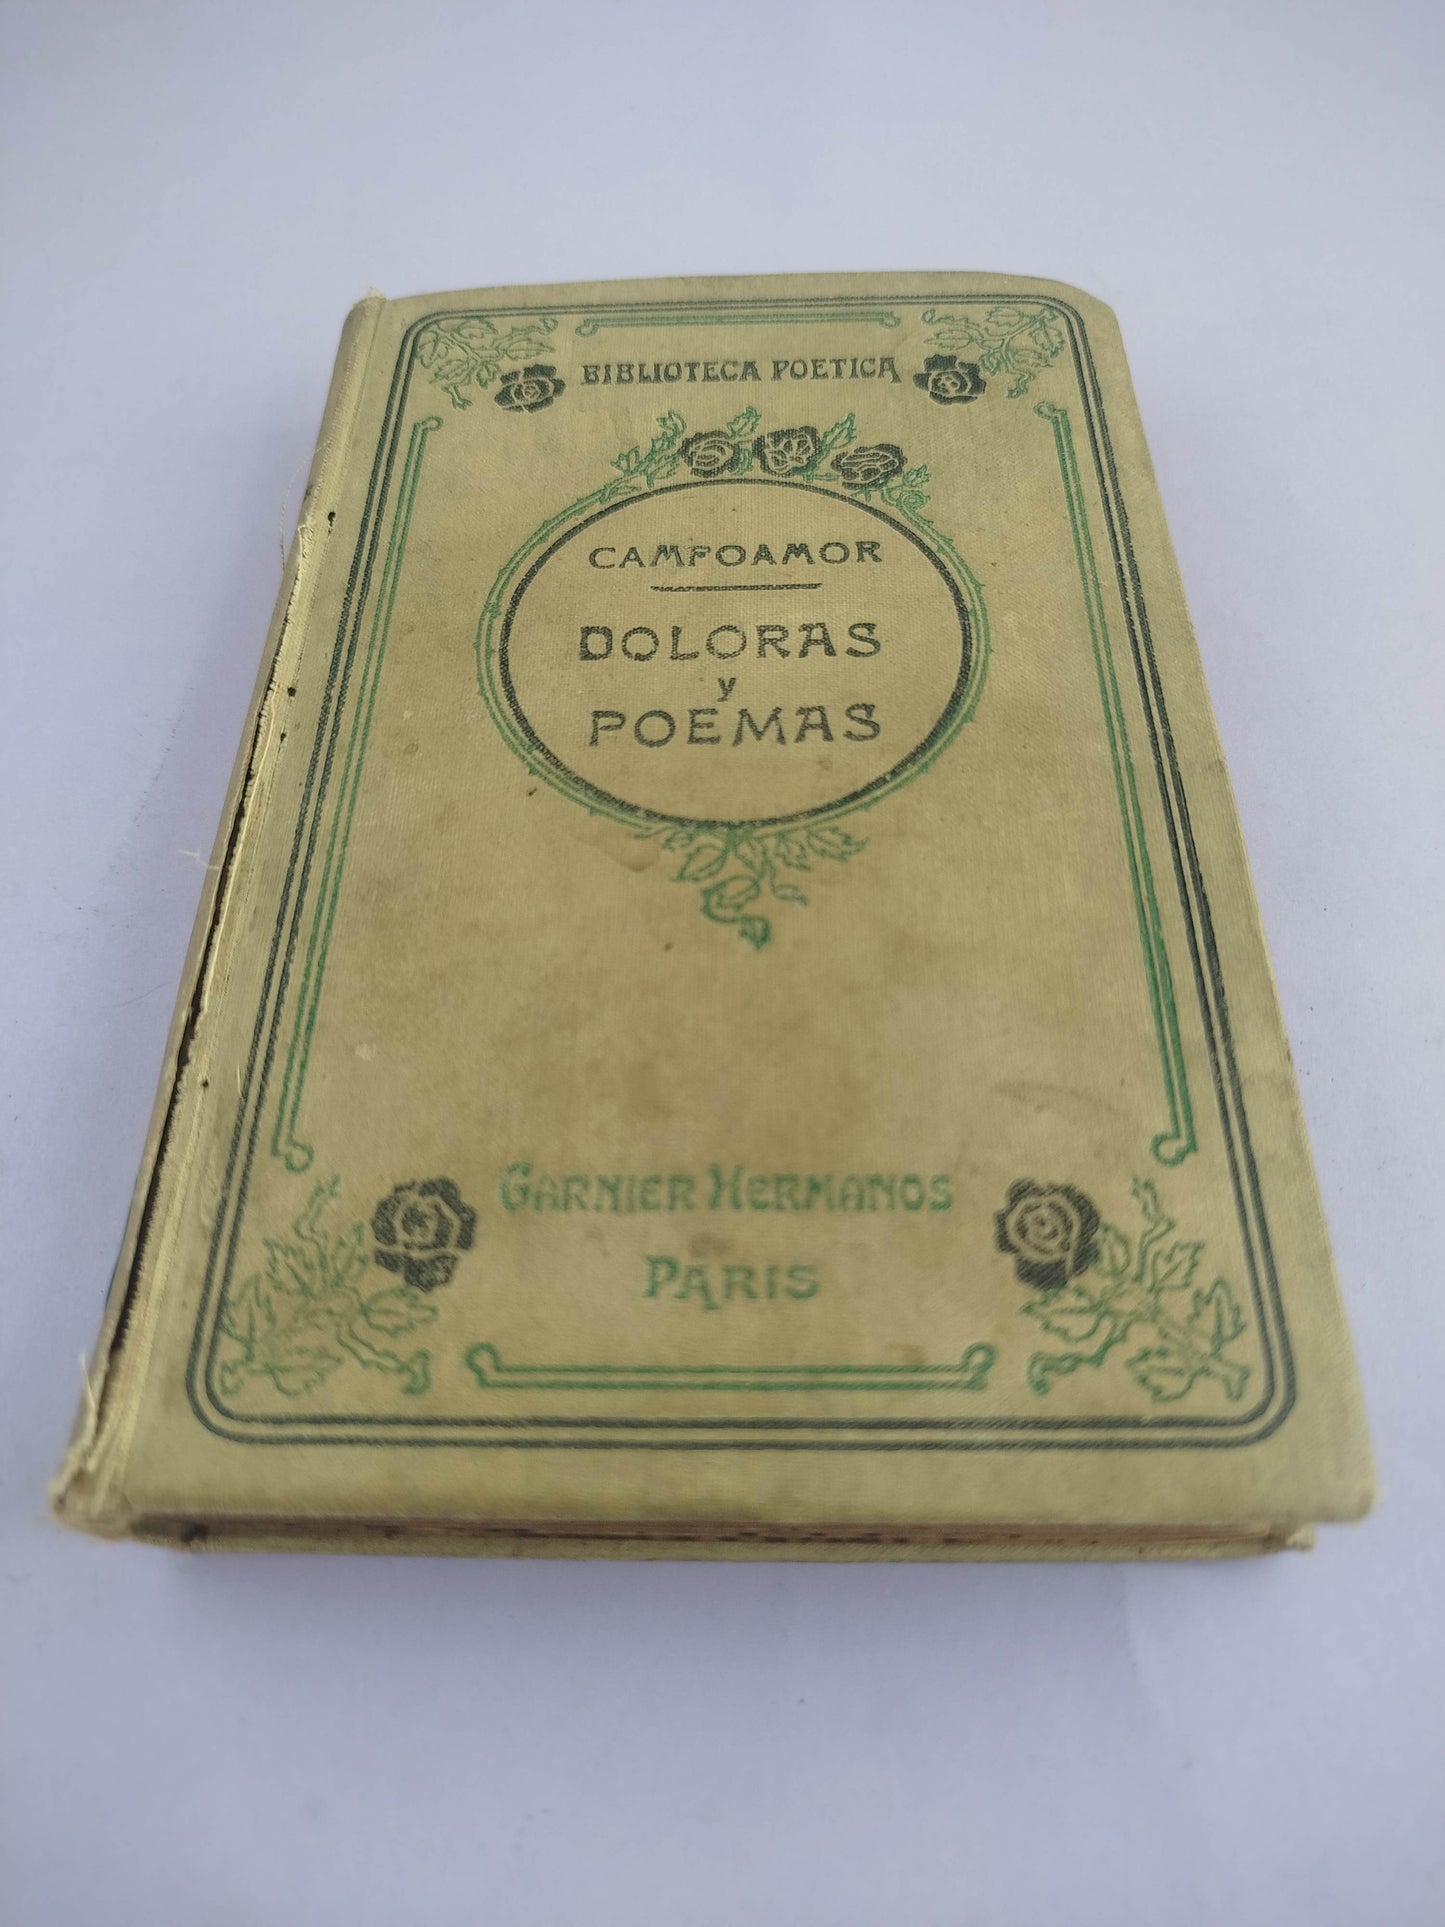 BIBLIOTECA POETICA
CAMPOAMOR
DOLORAS
y
POEMAS
GARNIER HERMANOS
PARIS